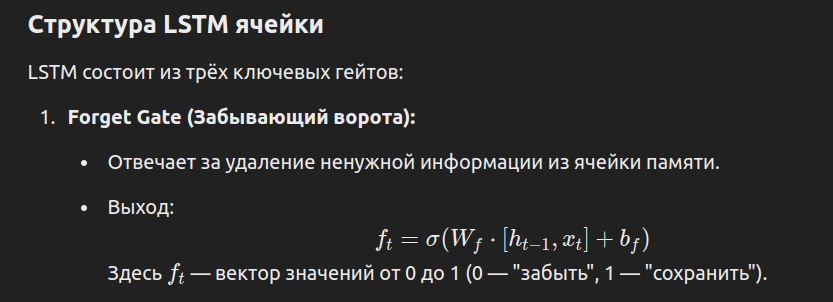 Структура LSTM ячейки
LSTM состоит из трёх ключевых гейтов:
1. Forget Gate (Забывающий ворота):
• Отвечает за удаление ненужной информации из ячейки памяти.
• Выход:
f_t = σ(W_f · [h_{t−1}, x_t] + b_f)
Здесь f_t — вектор значений от 0 до 1 (0 — "забыть", 1 — "сохранить").